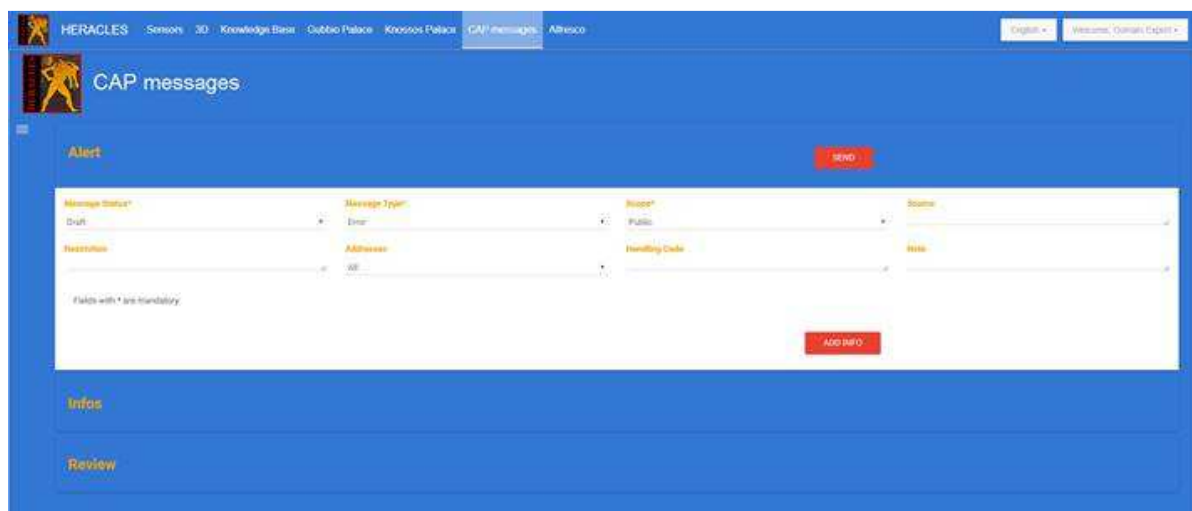 HERACLES Sensors 3D Knowledge Base Gubbio Palace Knossos Palace CAP messages Alfresco English Welcome, Domain Expert
HERACLES CAP messages
Alert SEND
Message Status* Message Type* Scope* Source
Draft Error Public
Restriction Addresses Handling Code Note
All
Fields with * are mandatory
ADD INFO
Infos
Review